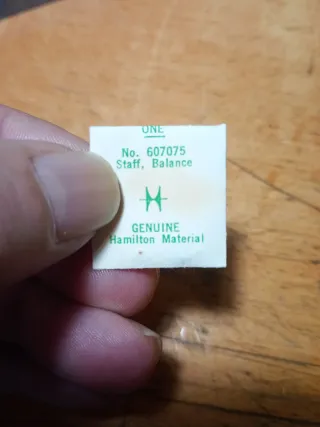 ONE
No. 607075
Staff, Balance
GENUINE
Hamilton Material